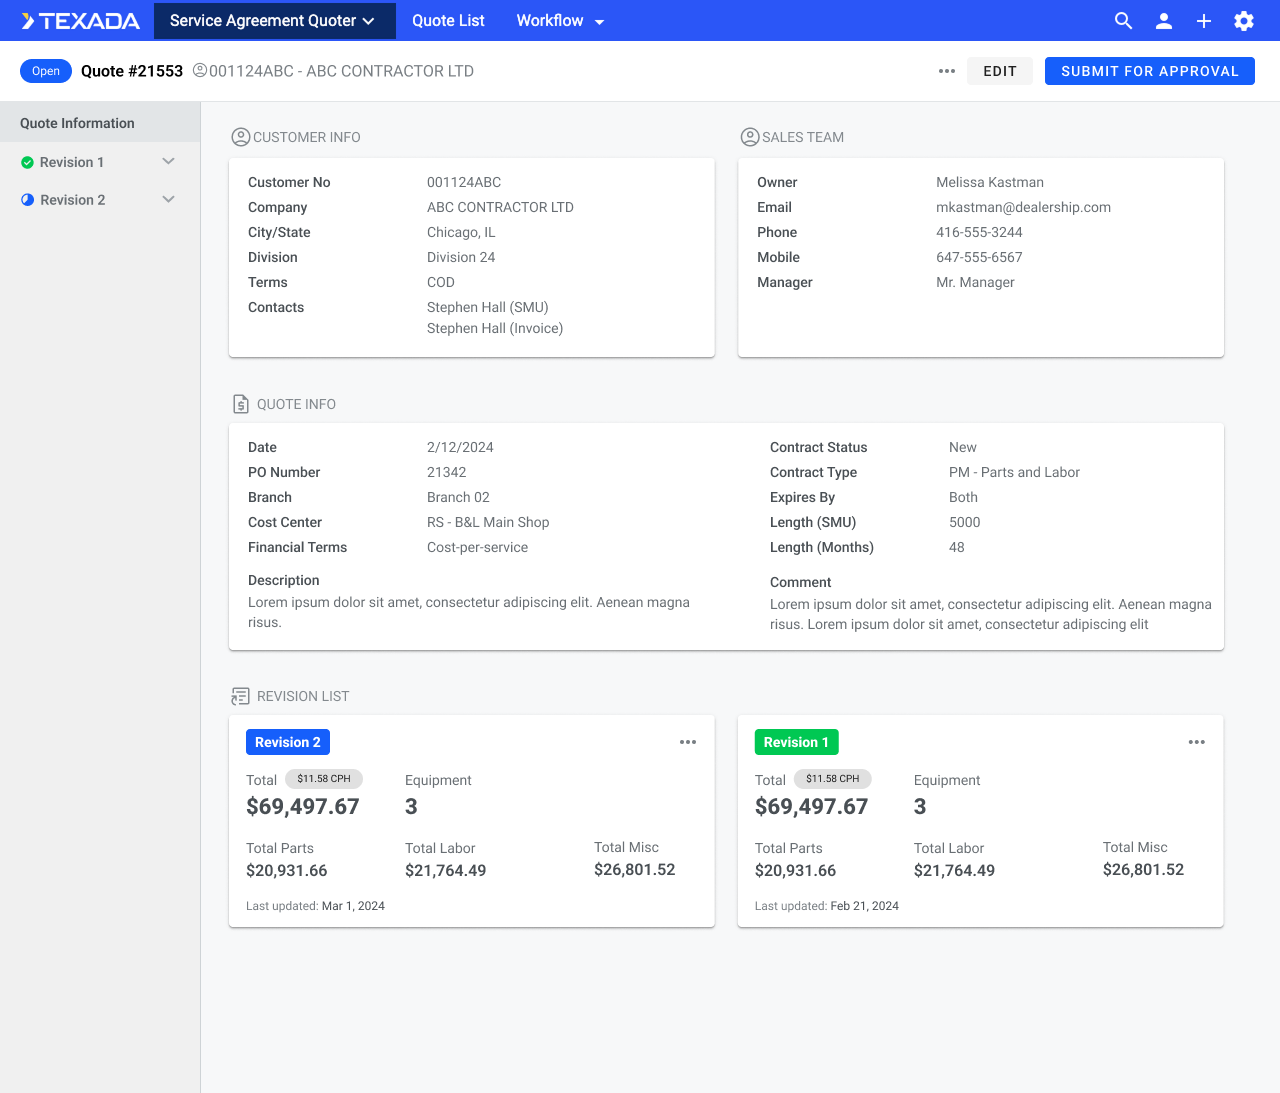 TEXADA
Service Agreement Quoter
Quote List
Workflow
Open
Quote #21553
001124ABC - ABC CONTRACTOR LTD
EDIT
SUBMIT FOR APPROVAL
Quote Information
Revision 1
Revision 2
CUSTOMER INFO
Customer No 001124ABC
Company ABC CONTRACTOR LTD
City/State Chicago, IL
Division Division 24
Terms COD
Contacts Stephen Hall (SMU)
Stephen Hall (Invoice)
SALES TEAM
Owner Melissa Kastman
Email mkastman@dealership.com
Phone 416-555-3244
Mobile 647-555-6567
Manager Mr. Manager
QUOTE INFO
Date 2/12/2024
PO Number 21342
Branch Branch 02
Cost Center RS - B&L Main Shop
Financial Terms Cost-per-service
Description
Lorem ipsum dolor sit amet, consectetur adipiscing elit. Aenean magna
risus.
Contract Status New
Contract Type PM - Parts and Labor
Expires By Both
Length (SMU) 5000
Length (Months) 48
Comment
Lorem ipsum dolor sit amet, consectetur adipiscing elit. Aenean magna
risus. Lorem ipsum dolor sit amet, consectetur adipiscing elit
REVISION LIST
Revision 2
Total $11.58 CPH Equipment
$69,497.67 3
Total Parts Total Labor Total Misc
$20,931.66 $21,764.49 $26,801.52
Last updated: Mar 1, 2024
Revision 1
Total $11.58 CPH Equipment
$69,497.67 3
Total Parts Total Labor Total Misc
$20,931.66 $21,764.49 $26,801.52
Last updated: Feb 21, 2024